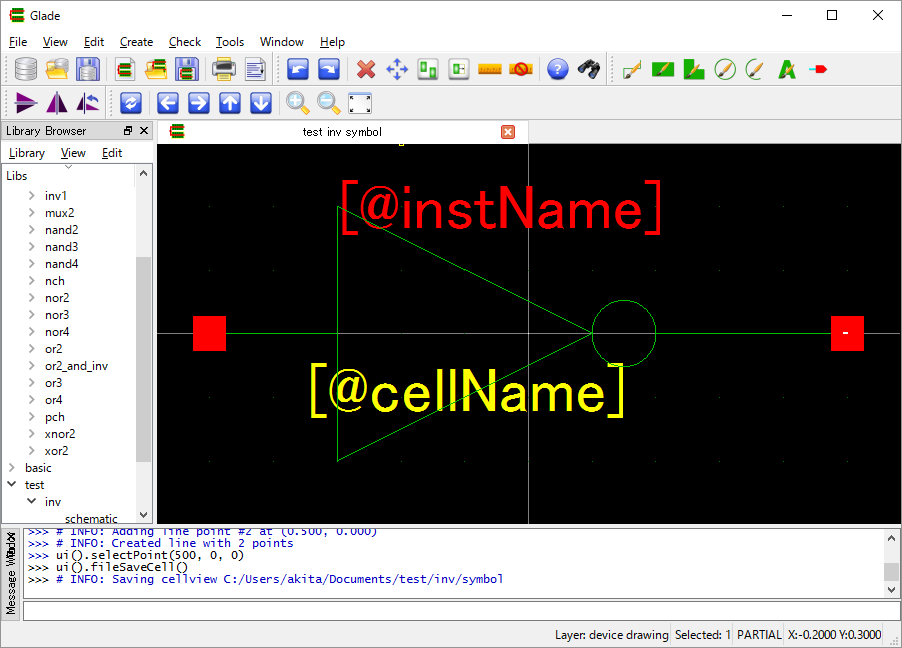 Glade
File View Edit Create Check Tools Window Help
Library Browser
test inv symbol
Library View Edit
Libs
inv1
mux2
nand2
nand3
nand4
nch
nor2
nor3
nor4
or2
or2_and_inv
or3
or4
pch
xnor2
xor2
basic
test
inv
schematic
[@instName]
[@cellName]
Message Window
>>> # INFO: Adding line point #2 at (0.500, 0.000)
>>> # INFO: Created line with 2 points
>>> ui().selectPoint(500, 0, 0)
>>> ui().fileSaveCell()
>>> # INFO: Saving cellview C:/Users/akita/Documents/test/inv/symbol
Layer: device drawing Selected: 1 PARTIAL X:-0.2000 Y:0.3000